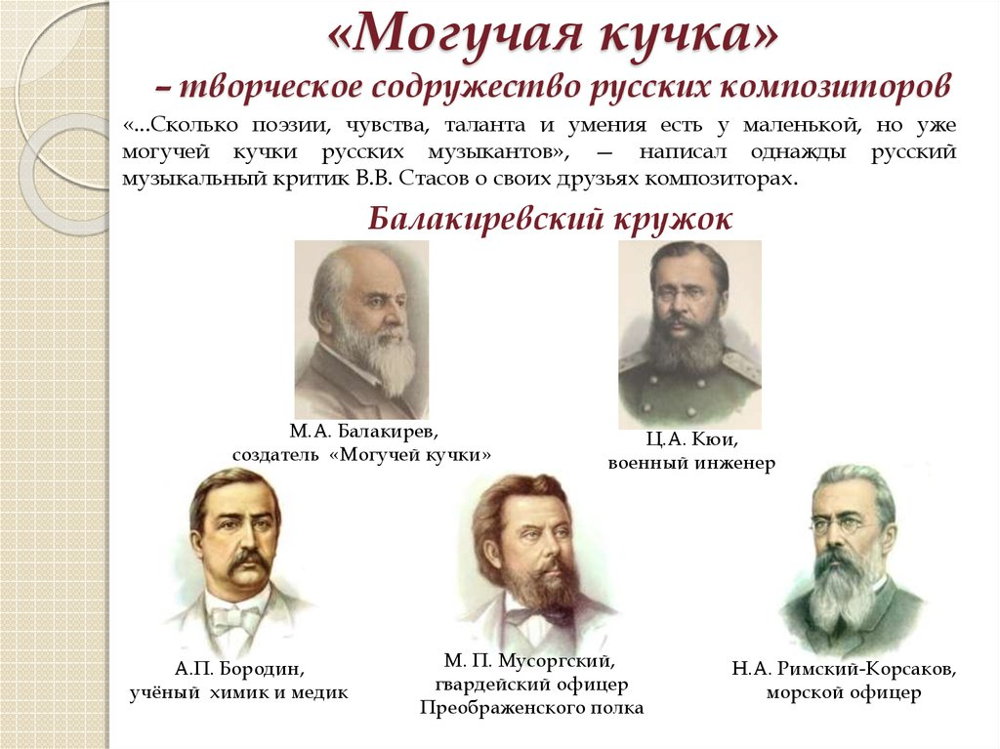 «Могучая кучка»
– творческое содружество русских композиторов
«...Сколько поэзии, чувства, таланта и умения есть у маленькой, но уже
могучей кучки русских музыкантов», — написал однажды русский
музыкальный критик В.В. Стасов о своих друзьях композиторах.
Балакиревский кружок
М.А. Балакирев,
создатель «Могучей кучки»
Ц.А. Кюи,
военный инженер
А.П. Бородин,
учёный химик и медик
М. П. Мусоргский,
гвардейский офицер
Преображенского полка
Н.А. Римский-Корсаков,
морской офицер